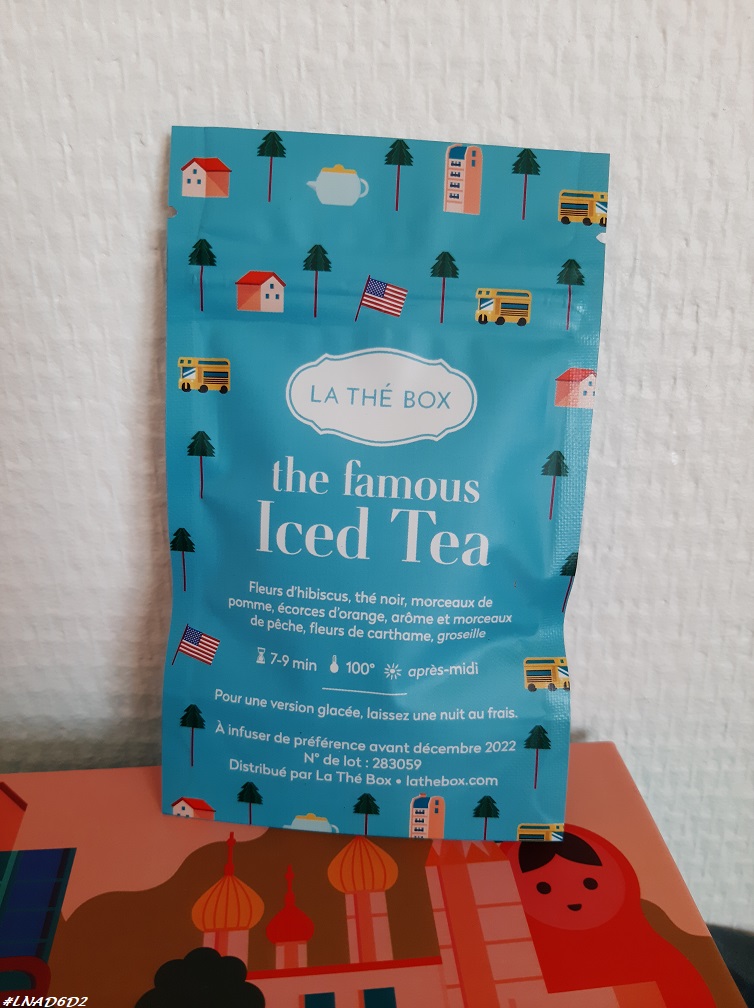 LA THÉ BOX
the famous
Iced Tea
Fleurs d'hibiscus, thé noir, morceaux de
pomme, écorces d'orange, arôme et morceaux
de pêche, fleurs de carthame, groseille
7-9 min 100° après-midi
Pour une version glacée, laissez une nuit au frais.
À infuser de préférence avant décembre 2022
N° de lot : 283059
Distribué par La Thé Box • lathebox.com
#LNAD6D2